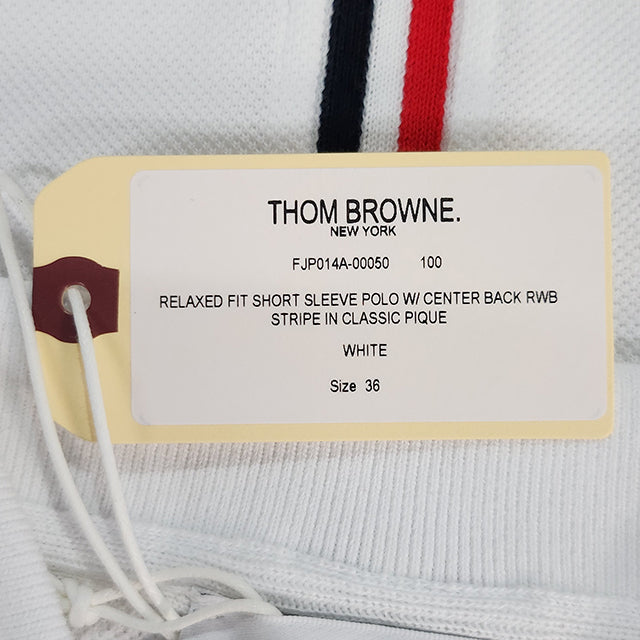 THOM BROWNE.
NEW YORK
FJP014A-00050 100
RELAXED FIT SHORT SLEEVE POLO W/ CENTER BACK RWB
STRIPE IN CLASSIC PIQUE
WHITE
Size 36